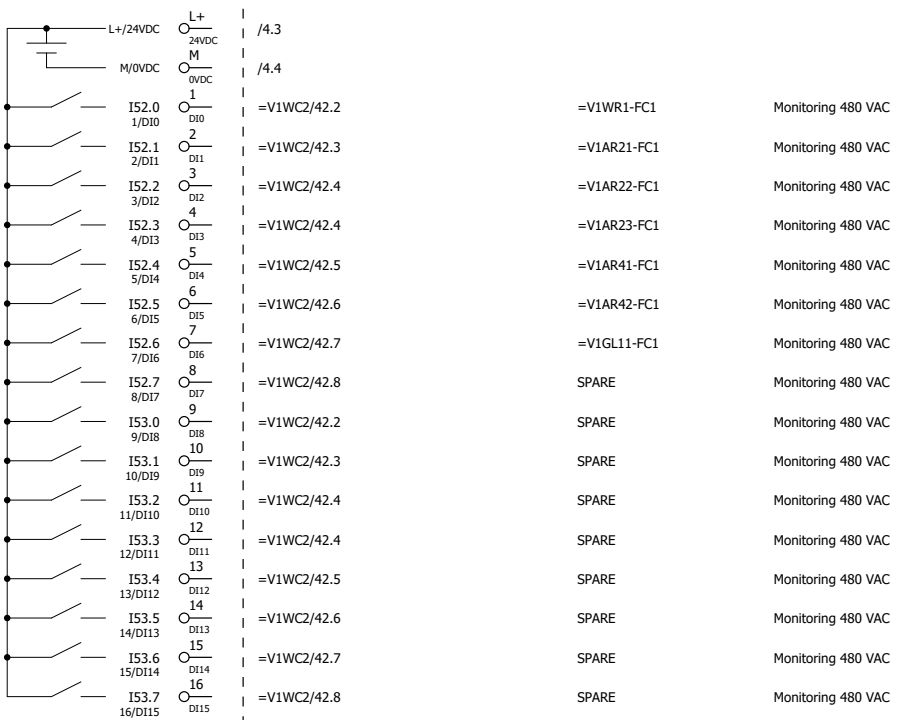 L+/24VDC L+ 24VDC /4.3
M/0VDC M 0VDC /4.4
I52.0 1/DI0 1 DI0 =V1WC2/42.2 =V1WR1-FC1 Monitoring 480 VAC
I52.1 2/DI1 2 DI1 =V1WC2/42.3 =V1AR21-FC1 Monitoring 480 VAC
I52.2 3/DI2 3 DI2 =V1WC2/42.4 =V1AR22-FC1 Monitoring 480 VAC
I52.3 4/DI3 4 DI3 =V1WC2/42.4 =V1AR23-FC1 Monitoring 480 VAC
I52.4 5/DI4 5 DI4 =V1WC2/42.5 =V1AR41-FC1 Monitoring 480 VAC
I52.5 6/DI5 6 DI5 =V1WC2/42.6 =V1AR42-FC1 Monitoring 480 VAC
I52.6 7/DI6 7 DI6 =V1WC2/42.7 =V1GL11-FC1 Monitoring 480 VAC
I52.7 8/DI7 8 DI7 =V1WC2/42.8 SPARE Monitoring 480 VAC
I53.0 9/DI8 9 DI8 =V1WC2/42.2 SPARE Monitoring 480 VAC
I53.1 10/DI9 10 DI9 =V1WC2/42.3 SPARE Monitoring 480 VAC
I53.2 11/DI10 11 DI10 =V1WC2/42.4 SPARE Monitoring 480 VAC
I53.3 12/DI11 12 DI11 =V1WC2/42.4 SPARE Monitoring 480 VAC
I53.4 13/DI12 13 DI12 =V1WC2/42.5 SPARE Monitoring 480 VAC
I53.5 14/DI13 14 DI13 =V1WC2/42.6 SPARE Monitoring 480 VAC
I53.6 15/DI14 15 DI14 =V1WC2/42.7 SPARE Monitoring 480 VAC
I53.7 16/DI15 16 DI15 =V1WC2/42.8 SPARE Monitoring 480 VAC